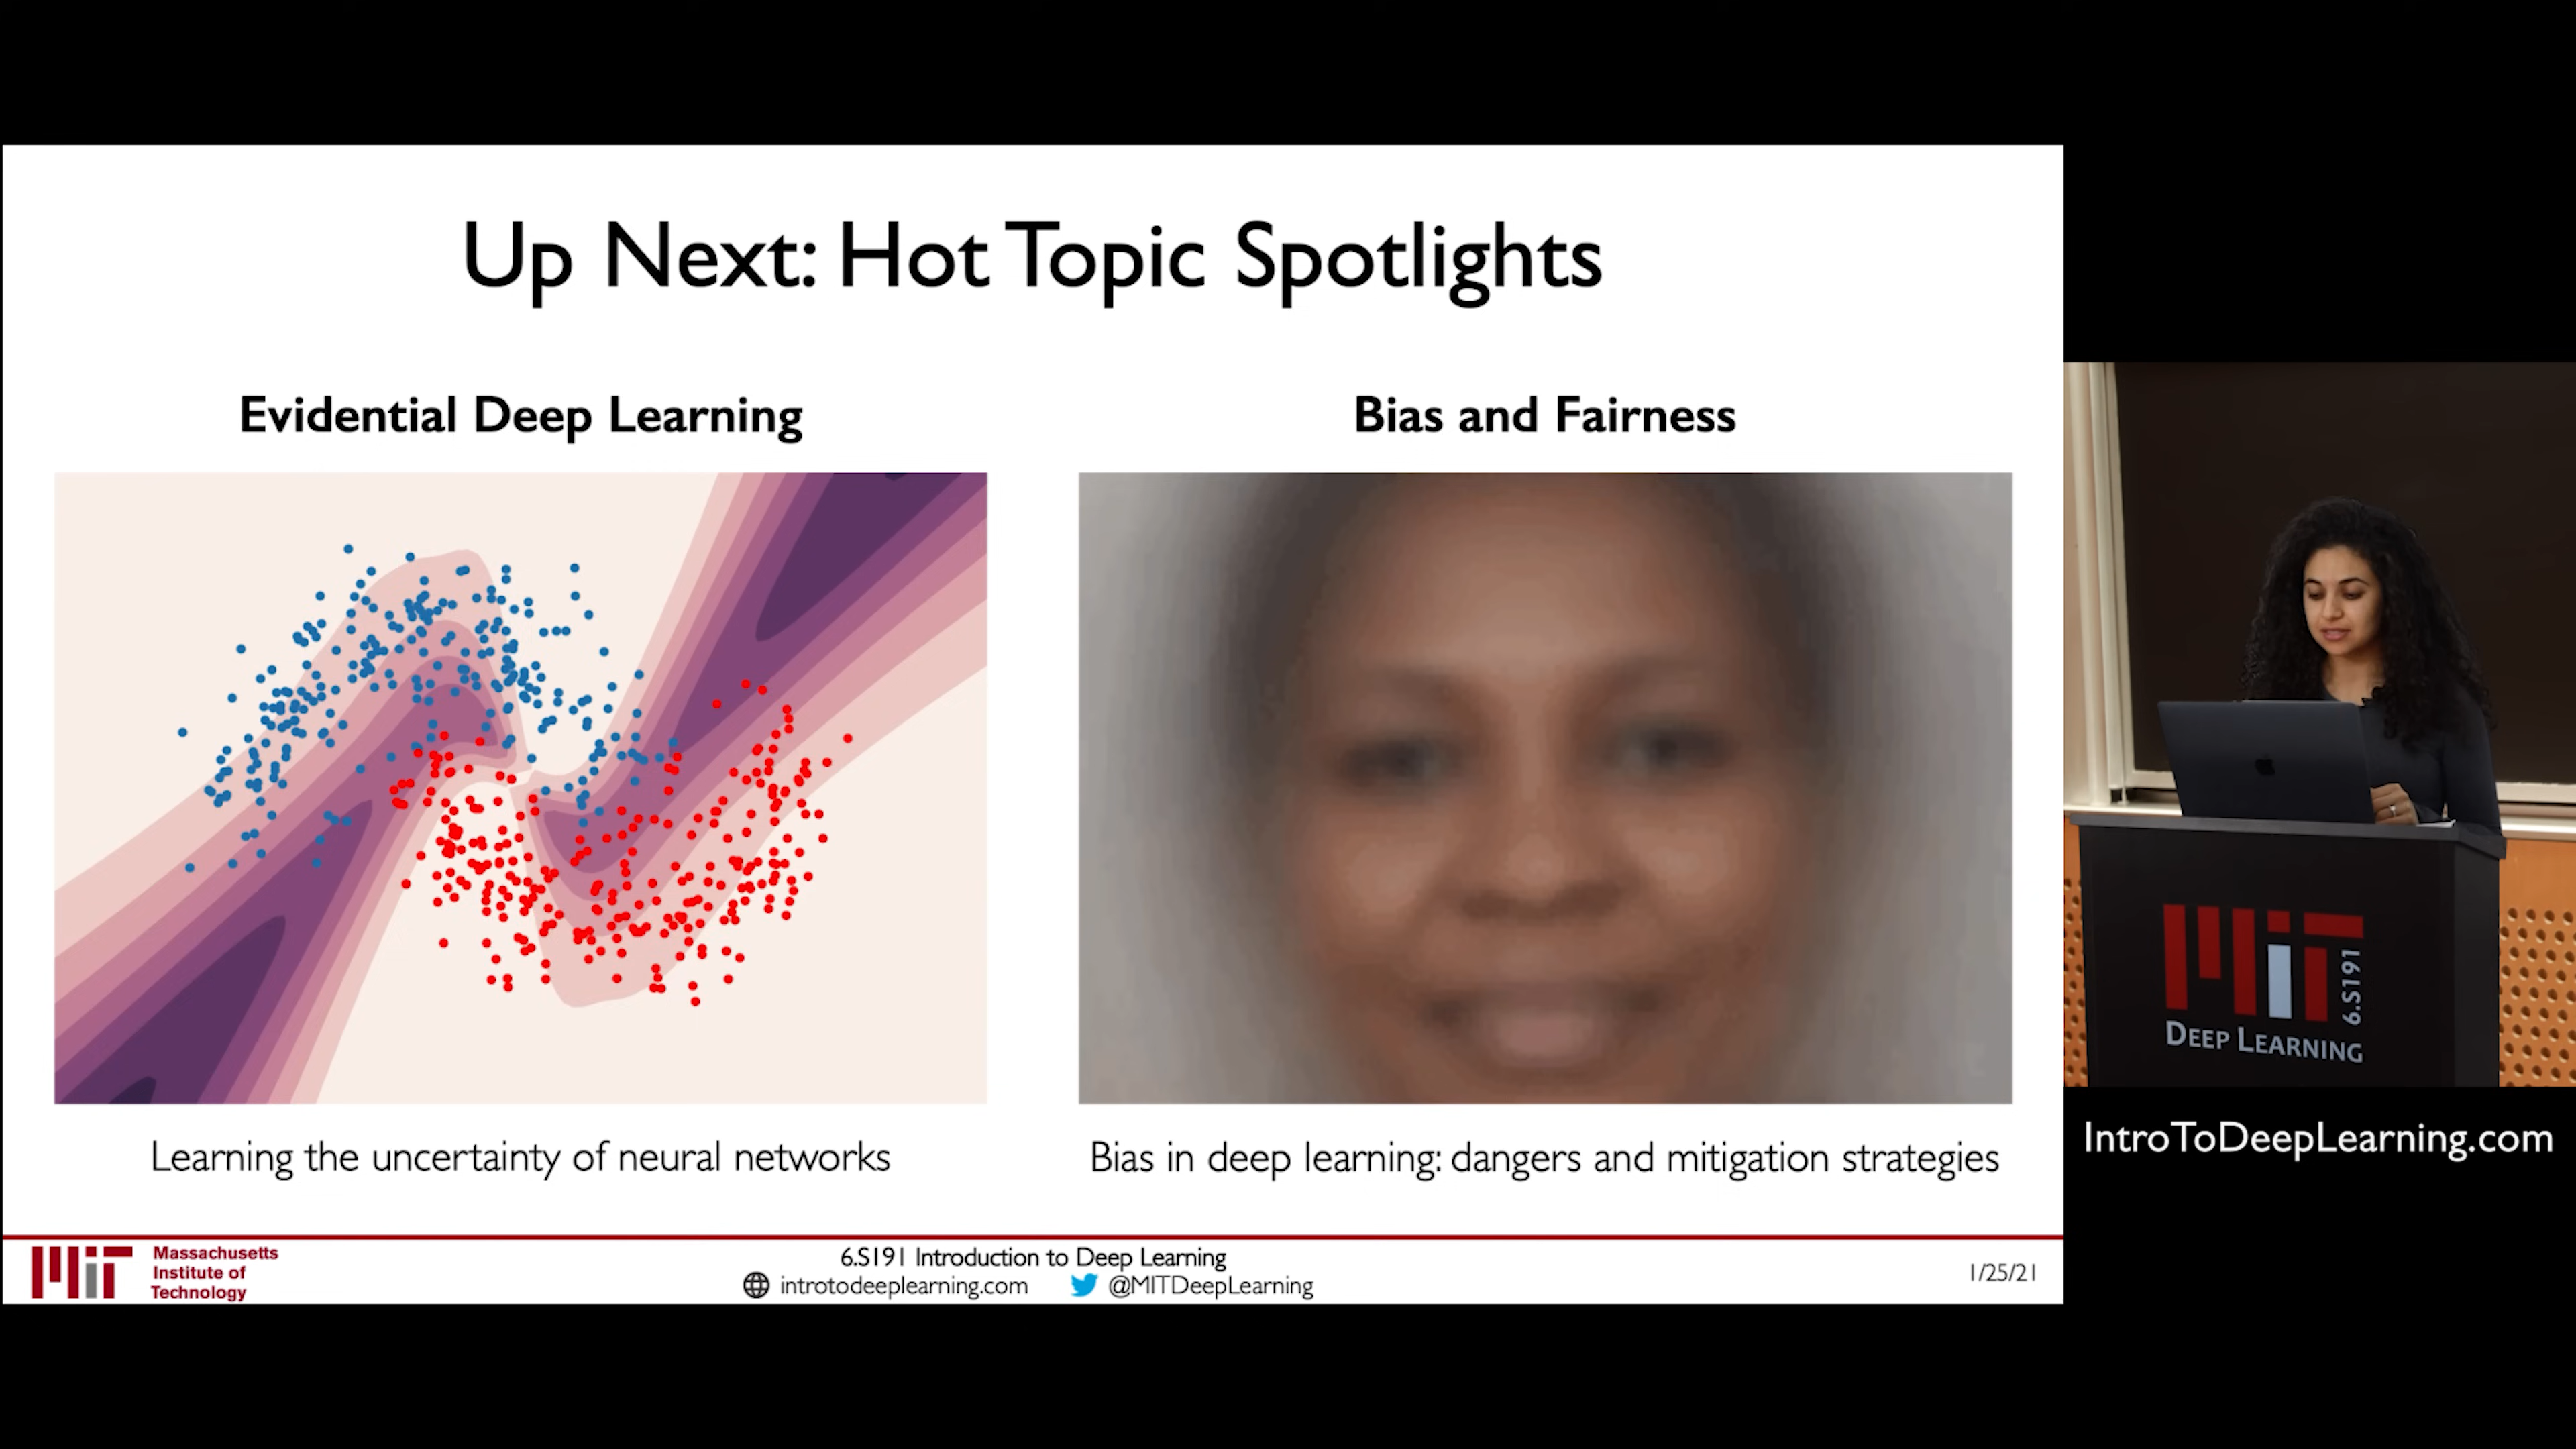 Up Next: Hot Topic Spotlights
Evidential Deep Learning
Bias and Fairness
Learning the uncertainty of neural networks
Bias in deep learning: dangers and mitigation strategies
Massachusetts
Institute of
Technology
6.S191 Introduction to Deep Learning
introtodeeplearning.com @MITDeepLearning
1/25/21
MIT
6.S191
DEEP LEARNING
IntroToDeepLearning.com